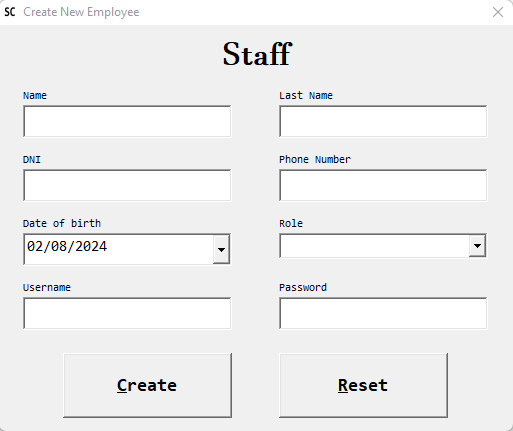 SC Create New Employee
Staff
Name Last Name
DNI Phone Number
Date of birth Role
02/08/2024
Username Password
Create Reset